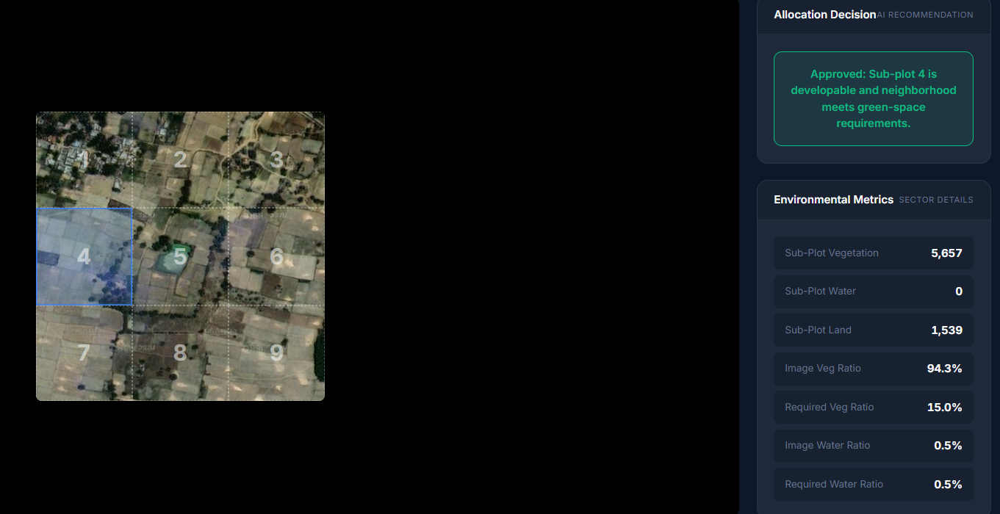 Allocation Decision
AI RECOMMENDATION
Approved: Sub-plot 4 is
developable and neighborhood
meets green-space
requirements.
1
2
3
4
5
6
7
8
9
Environmental Metrics
SECTOR DETAILS
Sub-Plot Vegetation 5,657
Sub-Plot Water 0
Sub-Plot Land 1,539
Image Veg Ratio 94.3%
Required Veg Ratio 15.0%
Image Water Ratio 0.5%
Required Water Ratio 0.5%